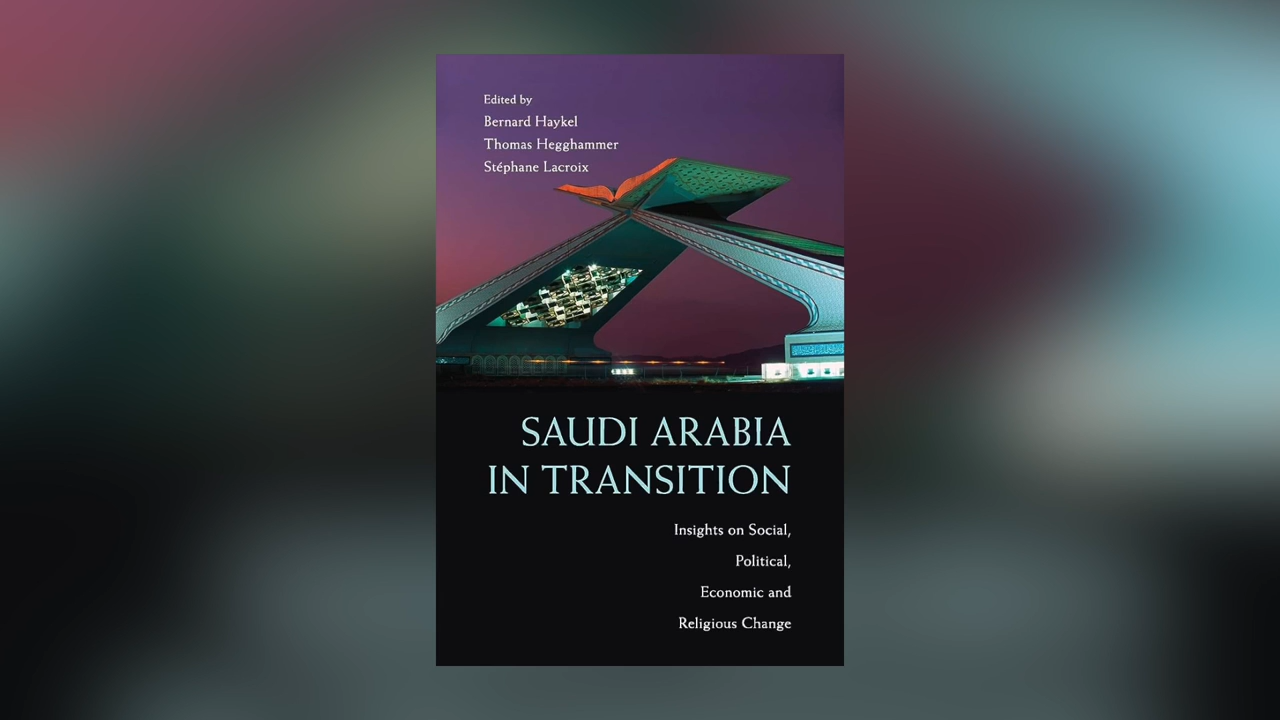 Edited by
Bernard Haykel
Thomas Hegghammer
Stéphane Lacroix
SAUDI ARABIA
IN TRANSITION
Insights on Social,
Political,
Economic and
Religious Change